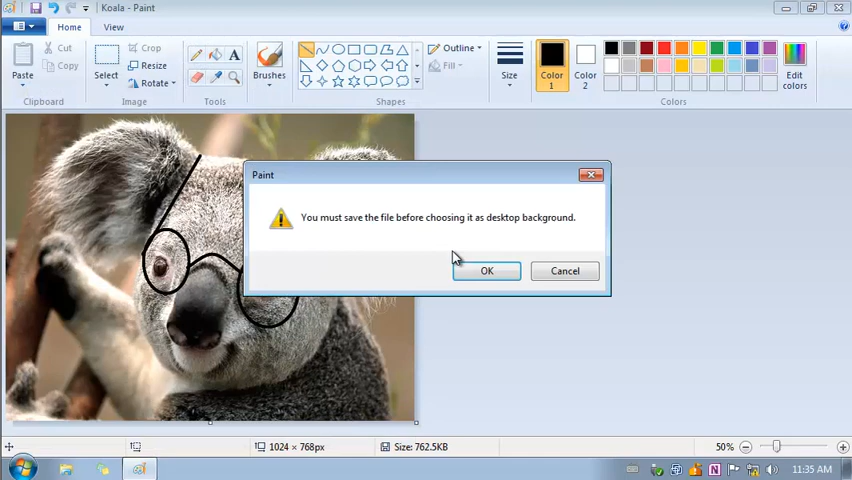 Koala - Paint
Home
View
Paste
Cut
Copy
Clipboard
Select
Crop
Resize
Rotate
Image
A
Tools
Brushes
Shapes
Outline
Fill
Size
Color
1
Color
2
Edit
colors
Colors
Paint
You must save the file before choosing it as desktop background.
OK
Cancel
1024 × 768px
Size: 762.5KB
50%
N
11:35 AM